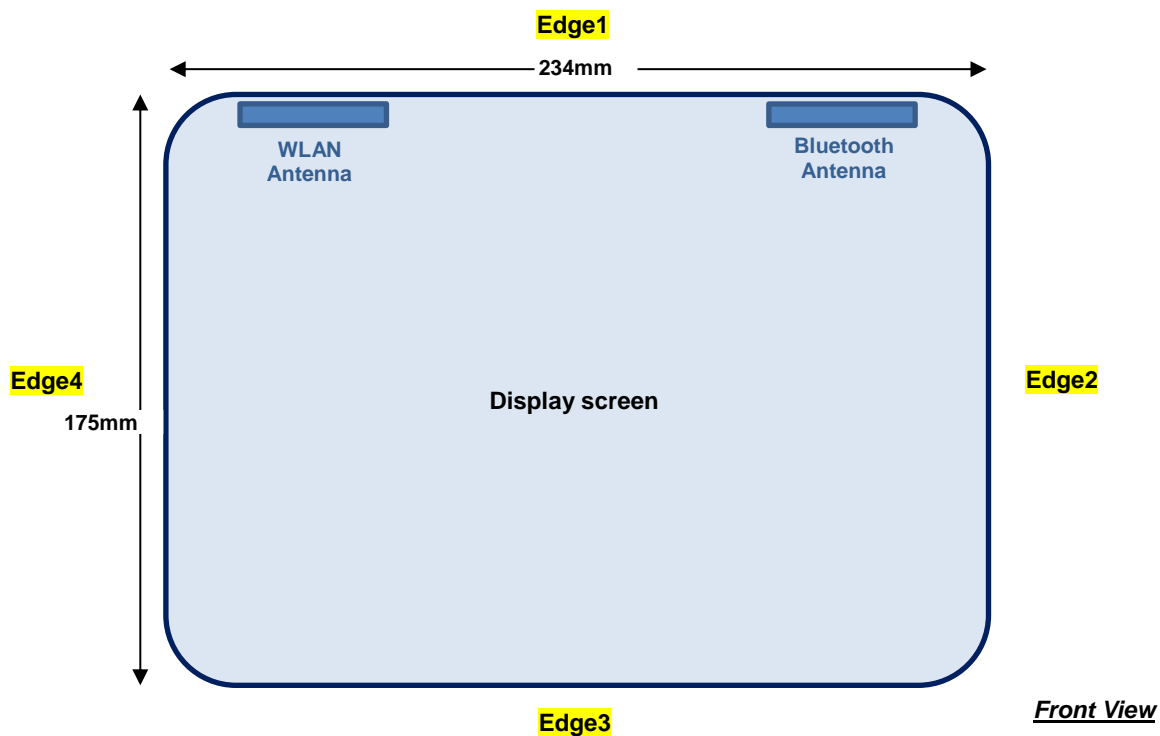 Edge1
234mm
WLAN
Antenna
Bluetooth
Antenna
Edge4
Edge2
Display screen
175mm
Edge3
Front View